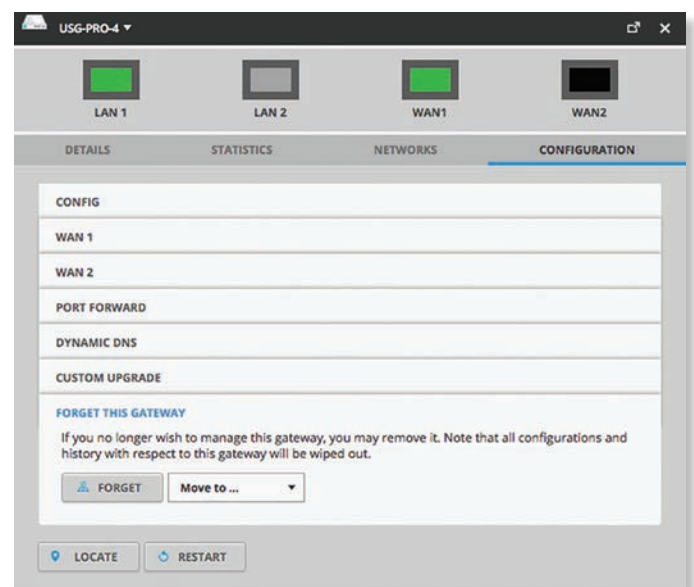 USG-PRO-4
LAN 1 LAN 2 WAN1 WAN2
DETAILS STATISTICS NETWORKS CONFIGURATION
CONFIG
WAN 1
WAN 2
PORT FORWARD
DYNAMIC DNS
CUSTOM UPGRADE
FORGET THIS GATEWAY
If you no longer wish to manage this gateway, you may remove it. Note that all configurations and
history with respect to this gateway will be wiped out.
FORGET Move to ...
LOCATE RESTART